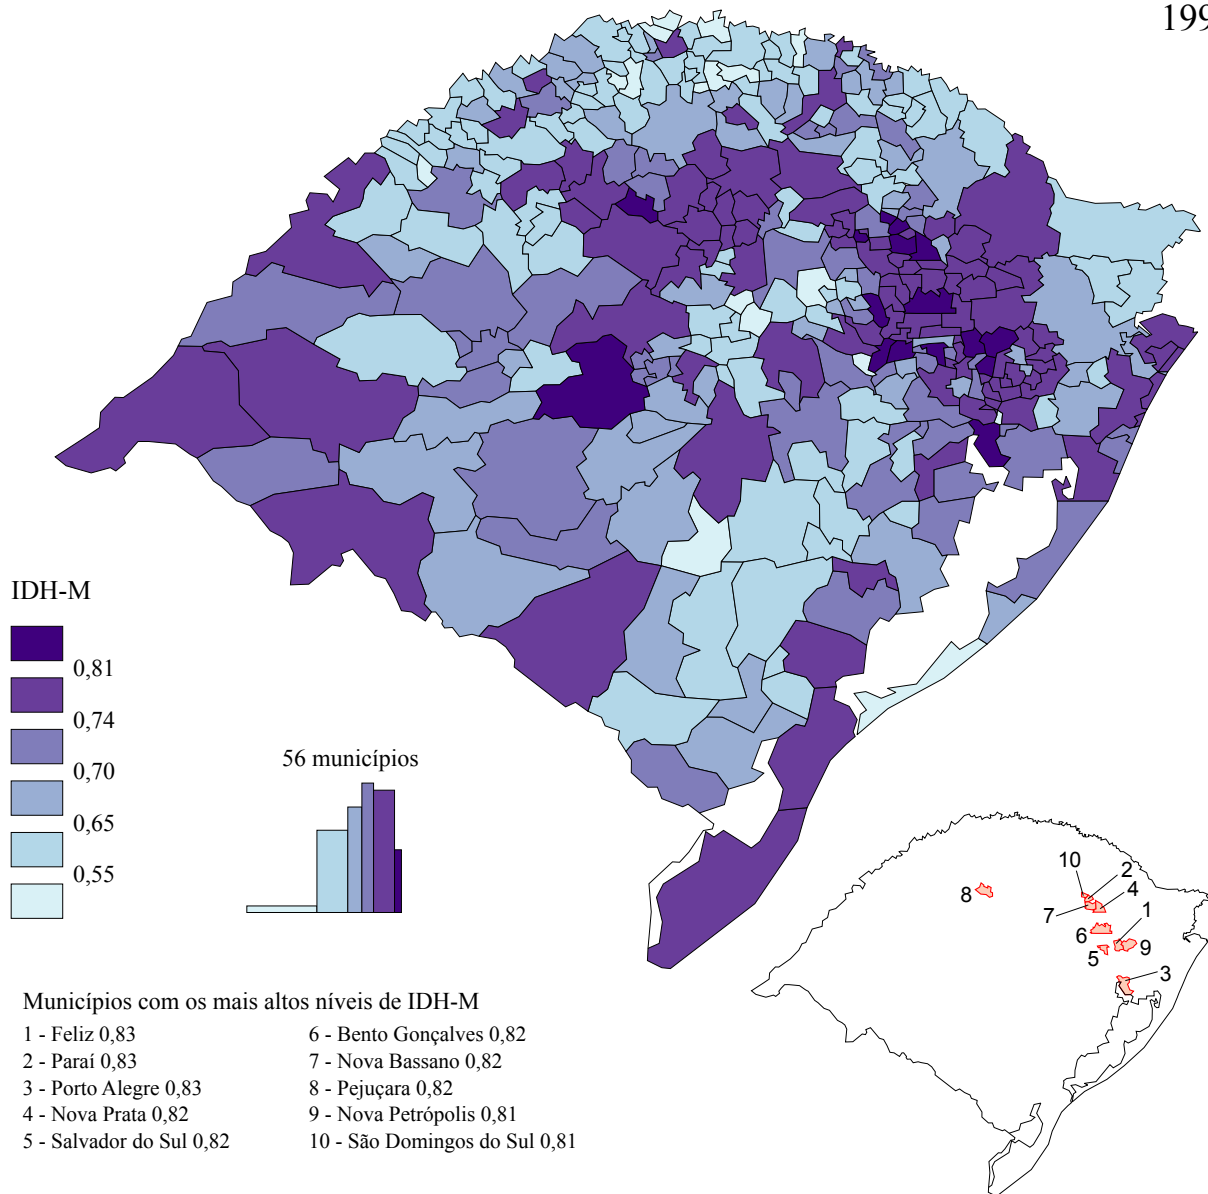 199
IDH-M
0,81
0,74
0,70
0,65
0,55
56 municípios
10
2
4
8
7
1
6
5
9
3
Municípios com os mais altos níveis de IDH-M
1 - Feliz 0,83
2 - Paraí 0,83
3 - Porto Alegre 0,83
4 - Nova Prata 0,82
5 - Salvador do Sul 0,82
6 - Bento Gonçalves 0,82
7 - Nova Bassano 0,82
8 - Pejuçara 0,82
9 - Nova Petrópolis 0,81
10 - São Domingos do Sul 0,81